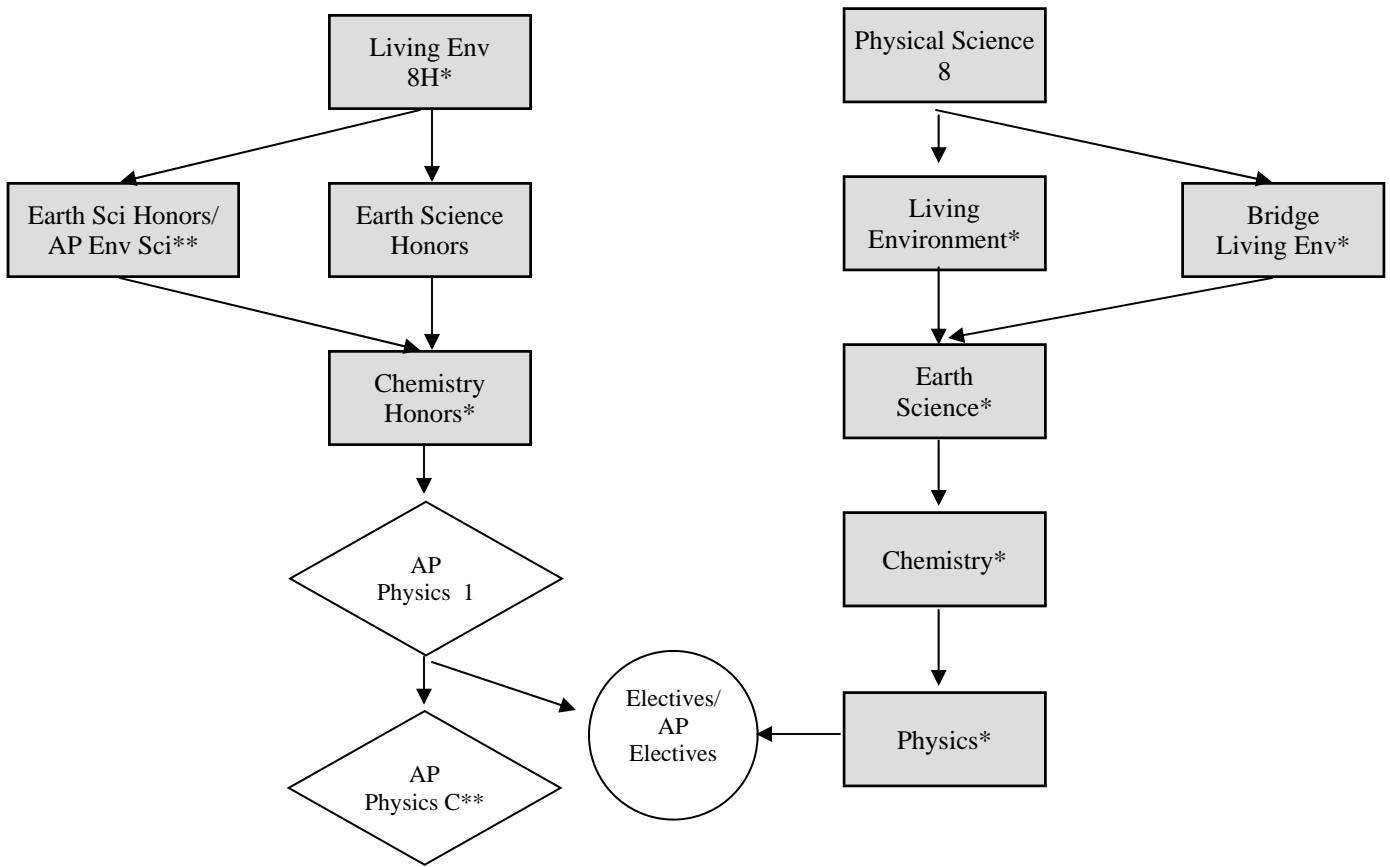 Living Env
8H*
Physical Science
8
Earth Sci Honors/
AP Env Sci**
Earth Science
Honors
Living
Environment*
Bridge
Living Env*
Chemistry
Honors*
Earth
Science*
AP
Physics 1
Chemistry*
Electives/
AP
Electives
Physics*
AP
Physics C**